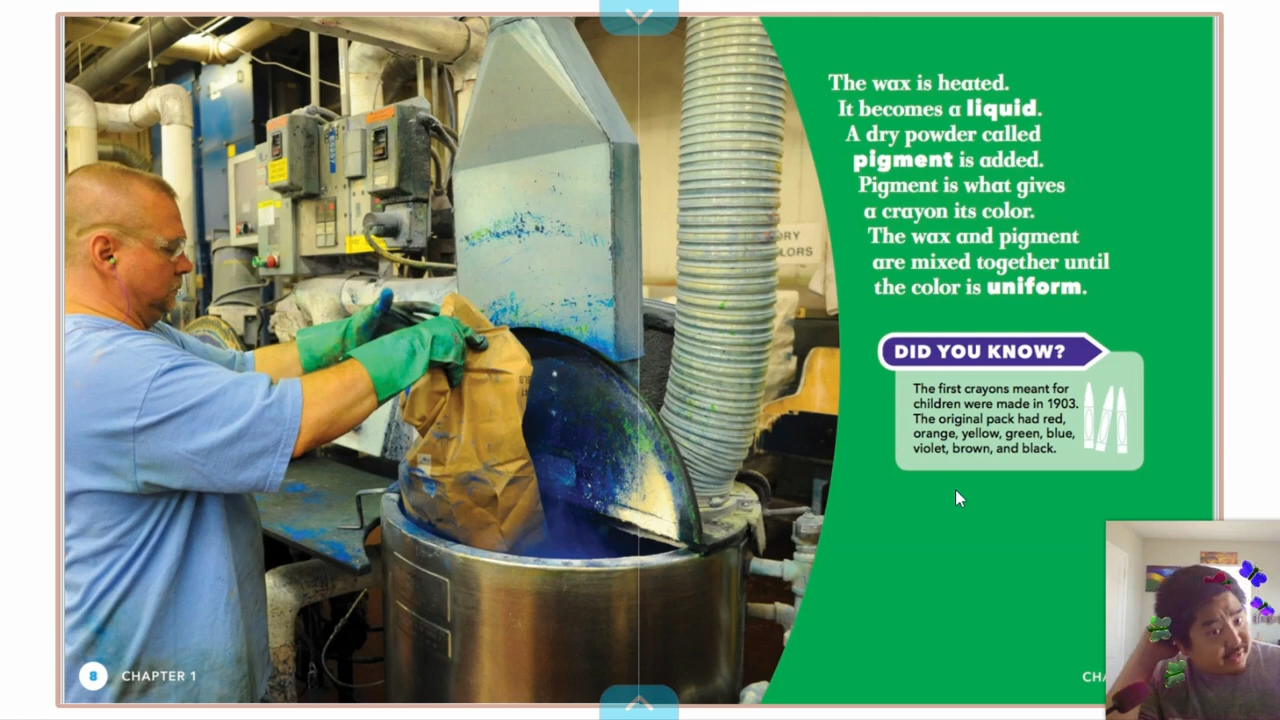 The wax is heated.
It becomes a liquid.
A dry powder called
pigment is added.
Pigment is what gives
a crayon its color.
The wax and pigment
are mixed together until
the color is uniform.
DID YOU KNOW?
The first crayons meant for
children were made in 1903.
The original pack had red,
orange, yellow, green, blue,
violet, brown, and black.
8 CHAPTER 1